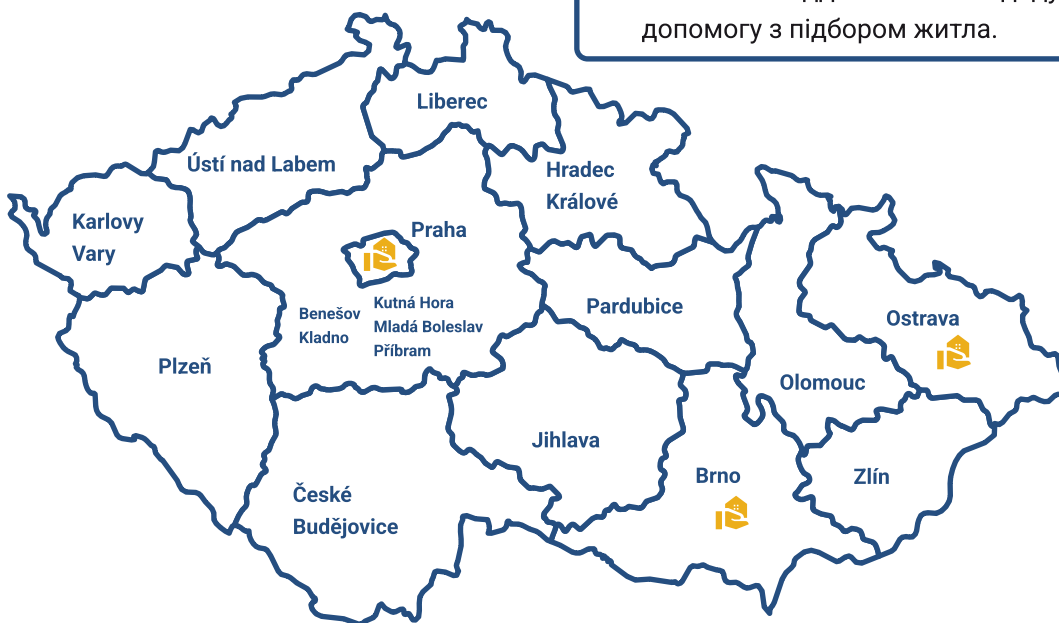 допомогу з підбором житла.
Liberec
Ústí nad Labem
Hradec
Králové
Karlovy
Vary
Praha
Benešov
Kladno
Kutná Hora
Mladá Boleslav
Příbram
Pardubice
Ostrava
Plzeň
Olomouc
Jihlava
Brno
Zlín
České
Budějovice